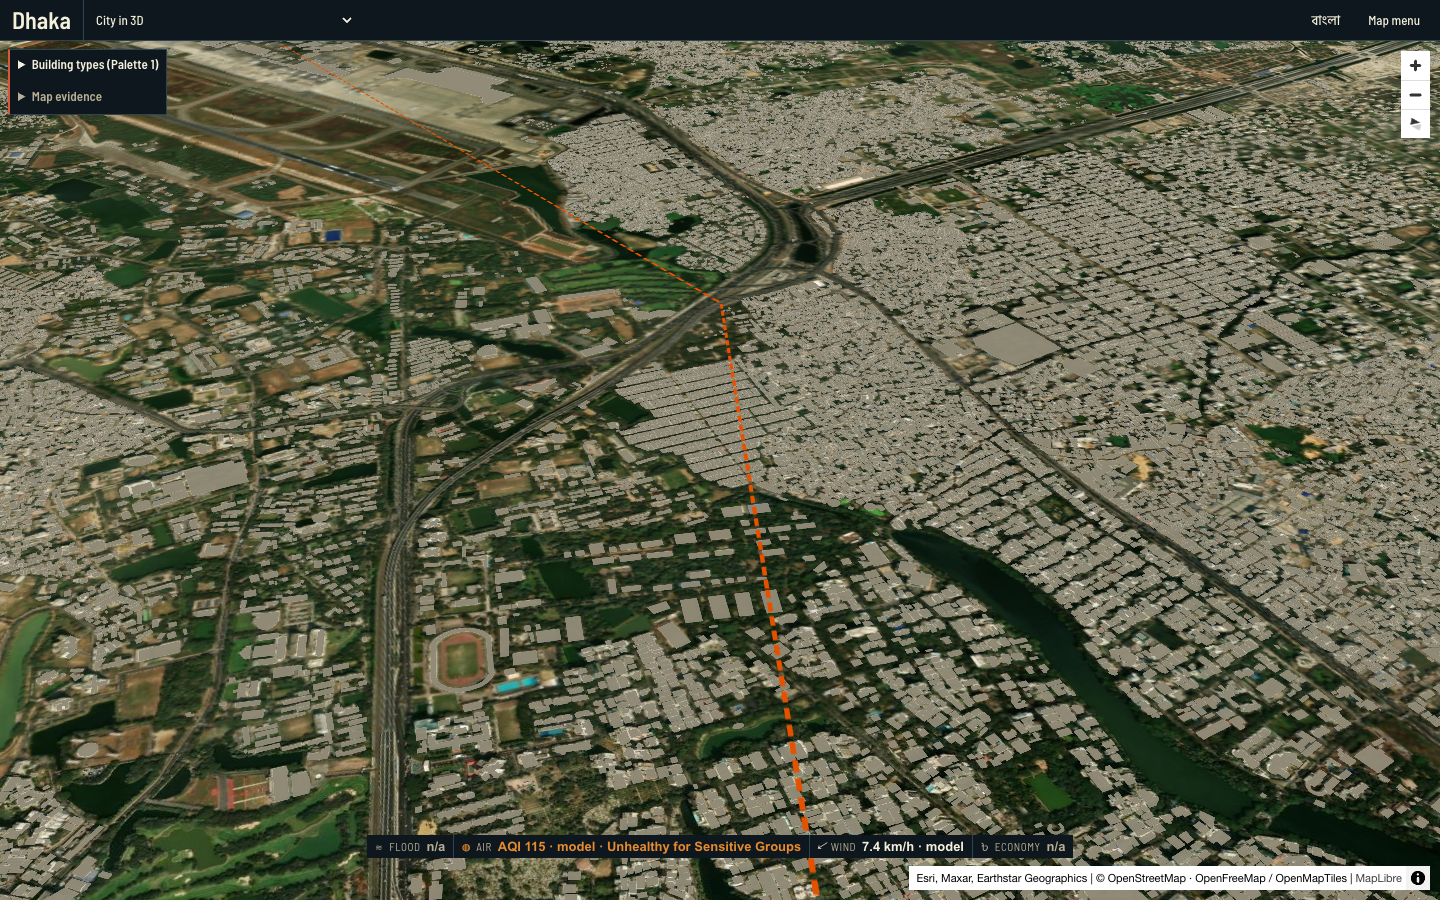 Dhaka
City in 3D
বাংলা
Map menu
Building types (Palette 1)
Map evidence
FLOOD n/a
AIR AQI 115 · model · Unhealthy for Sensitive Groups
WIND 7.4 km/h · model
৳ ECONOMY n/a
Esri, Maxar, Earthstar Geographics | © OpenStreetMap · OpenFreeMap / OpenMapTiles | MapLibre